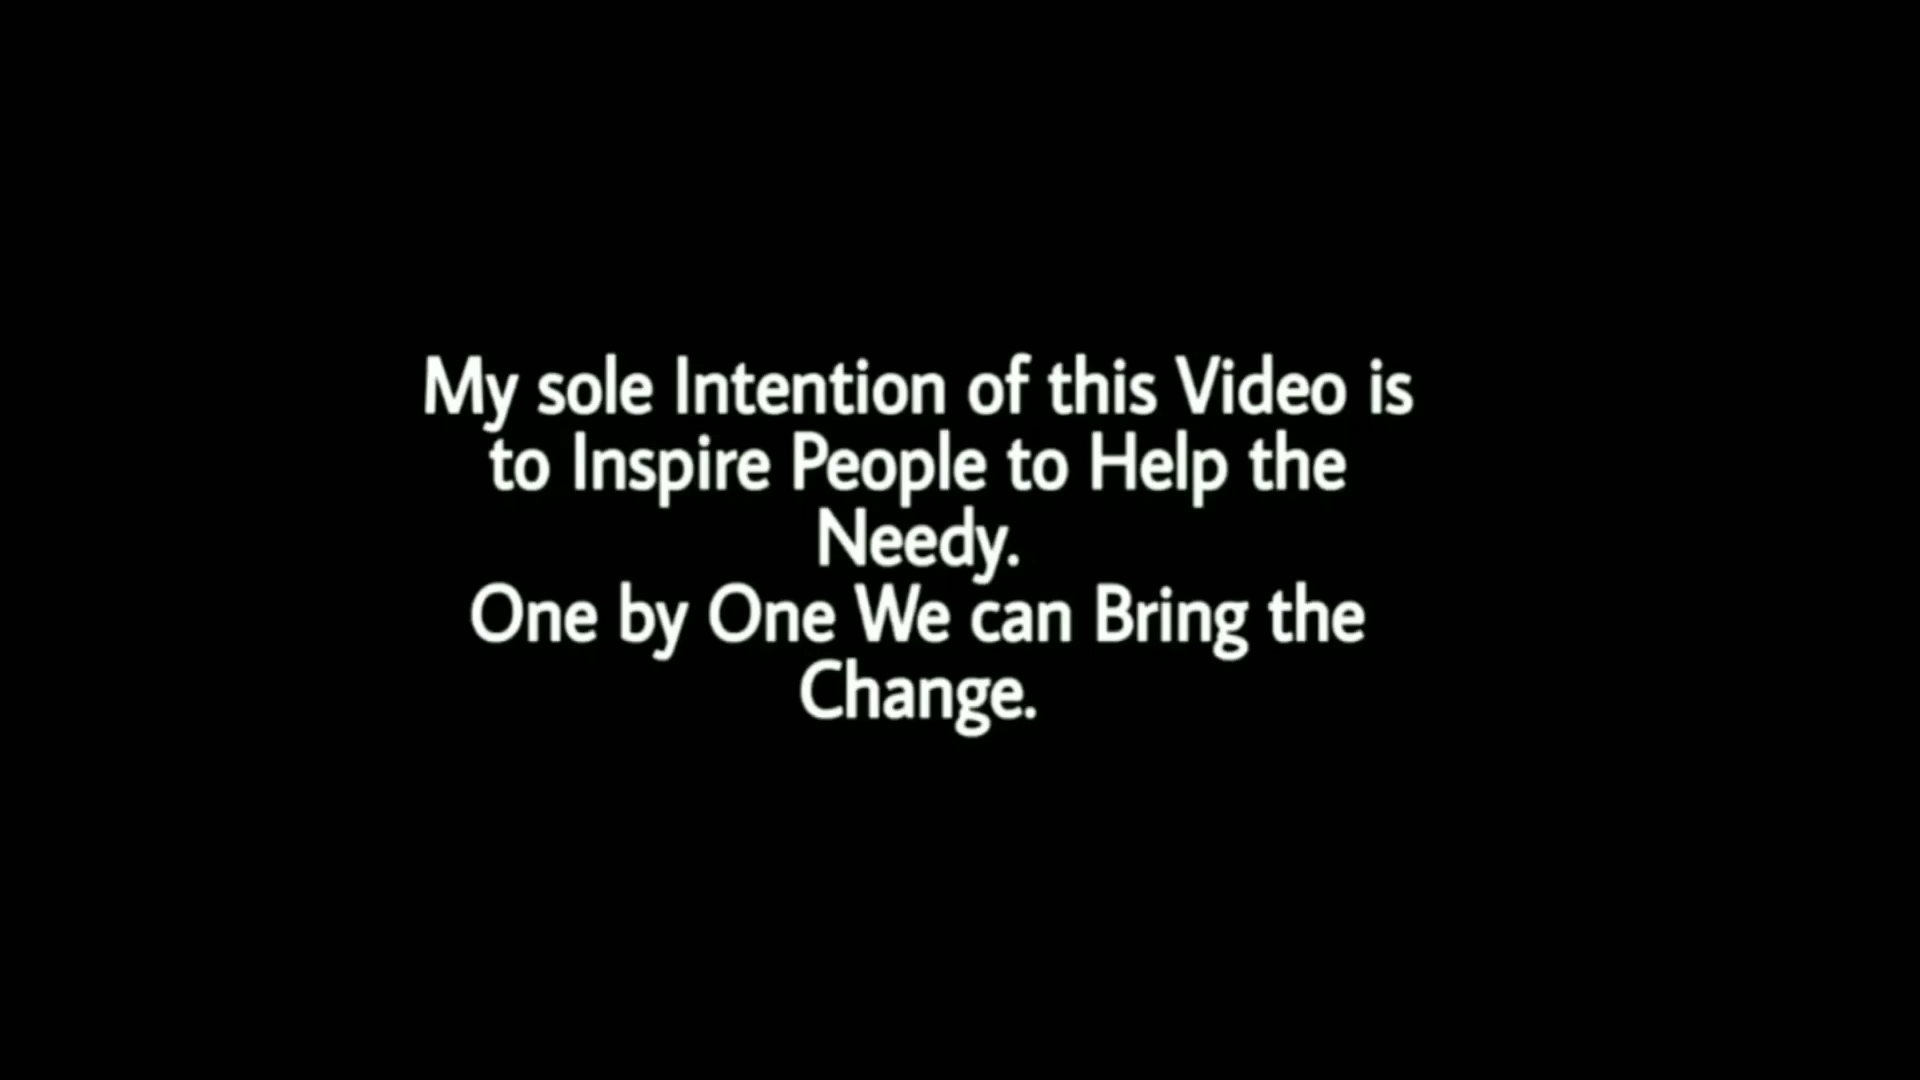 My sole Intention of this Video is
to Inspire People to Help the
Needy.
One by One We can Bring the
Change.